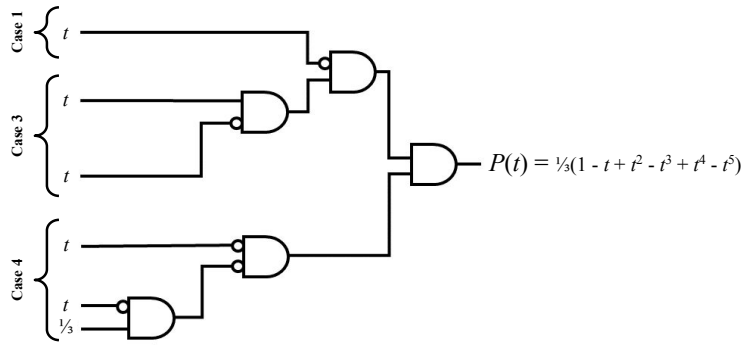 Case 1
t
Case 3
t
t
P(t) = ⅓(1 - t + t² - t³ + t⁴ - t⁵)
Case 4
t
t
⅓